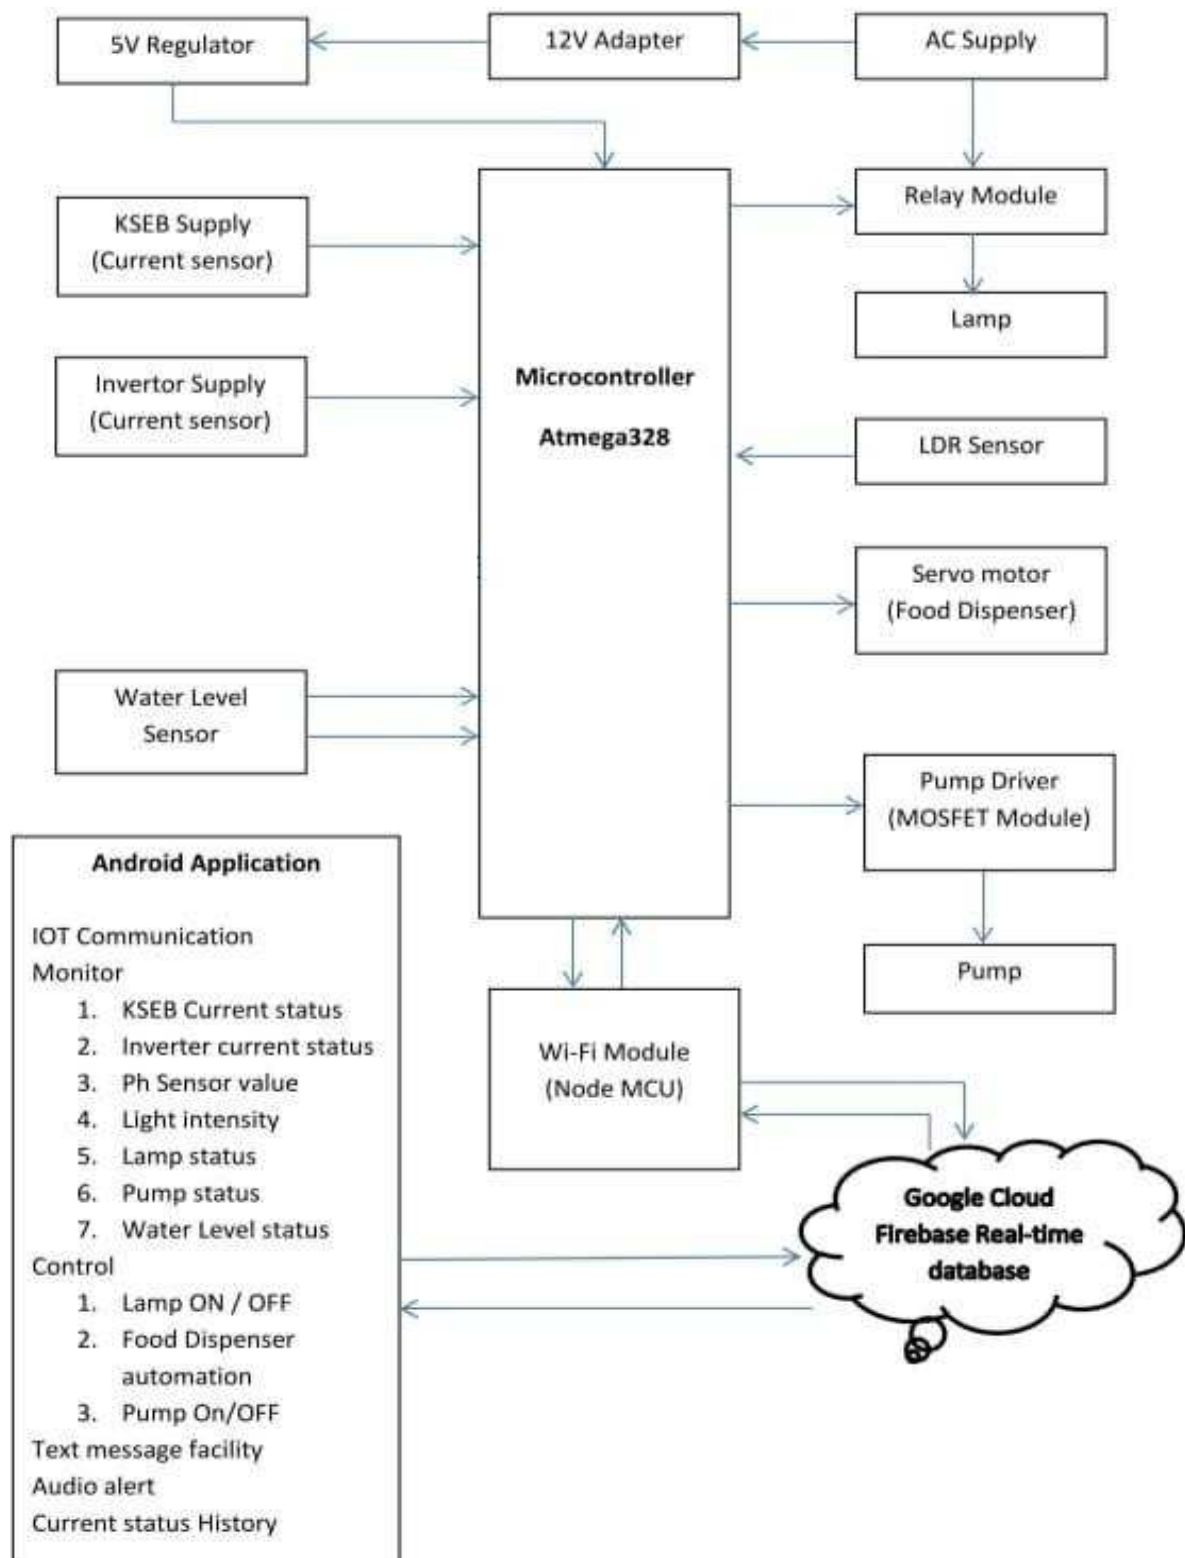 5V Regulator
12V Adapter
AC Supply
KSEB Supply
(Current sensor)
Relay Module
Lamp
Invertor Supply
(Current sensor)
Microcontroller
Atmega328
LDR Sensor
Servo motor
(Food Dispenser)
Water Level
Sensor
Pump Driver
(MOSFET Module)
Pump
Android Application
IOT Communication
Monitor
1. KSEB Current status
2. Inverter current status
3. Ph Sensor value
4. Light intensity
5. Lamp status
6. Pump status
7. Water Level status
Control
1. Lamp ON / OFF
2. Food Dispenser
automation
3. Pump On/OFF
Text message facility
Audio alert
Current status History
Wi-Fi Module
(Node MCU)
Google Cloud
Firebase Real-time
database